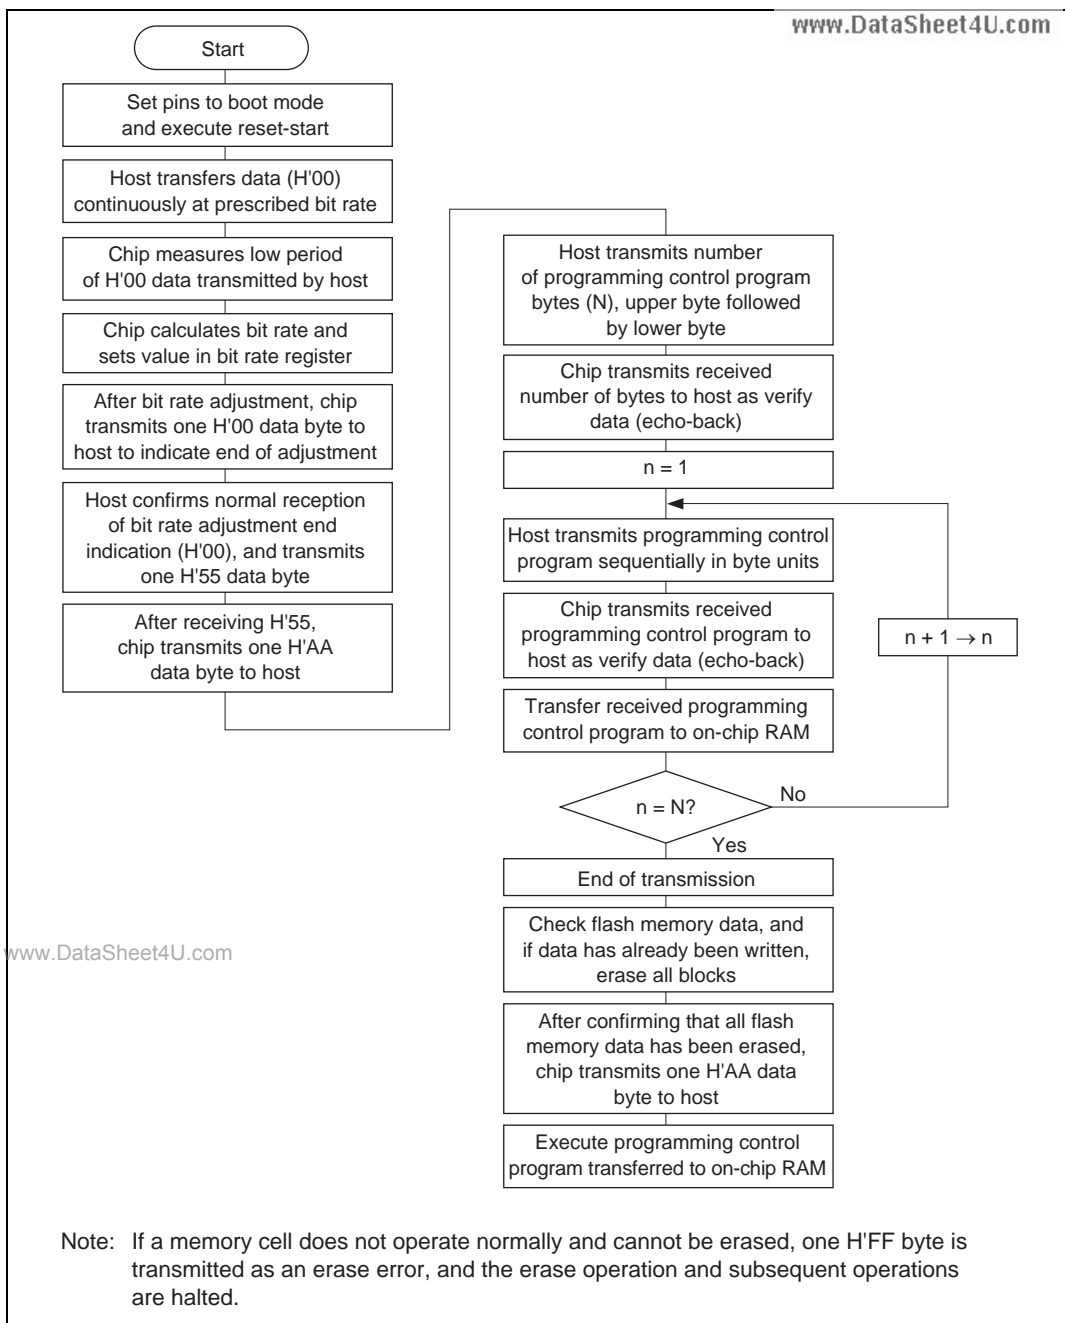 www.DataSheet4U.com
Start
Set pins to boot mode
and execute reset-start
Host transfers data (H'00)
continuously at prescribed bit rate
Chip measures low period
of H'00 data transmitted by host
Chip calculates bit rate and
sets value in bit rate register
After bit rate adjustment, chip
transmits one H'00 data byte to
host to indicate end of adjustment
Host confirms normal reception
of bit rate adjustment end
indication (H'00), and transmits
one H'55 data byte
After receiving H'55,
chip transmits one H'AA
data byte to host
Host transmits number
of programming control program
bytes (N), upper byte followed
by lower byte
Chip transmits received
number of bytes to host as verify
data (echo-back)
n = 1
Host transmits programming control
program sequentially in byte units
Chip transmits received
programming control program to
host as verify data (echo-back)
n + 1 → n
Transfer received programming
control program to on-chip RAM
n = N?
No
Yes
End of transmission
Check flash memory data, and
if data has already been written,
erase all blocks
www.DataSheet4U.com
After confirming that all flash
memory data has been erased,
chip transmits one H'AA data
byte to host
Execute programming control
program transferred to on-chip RAM
Note: If a memory cell does not operate normally and cannot be erased, one H'FF byte is
transmitted as an erase error, and the erase operation and subsequent operations
are halted.